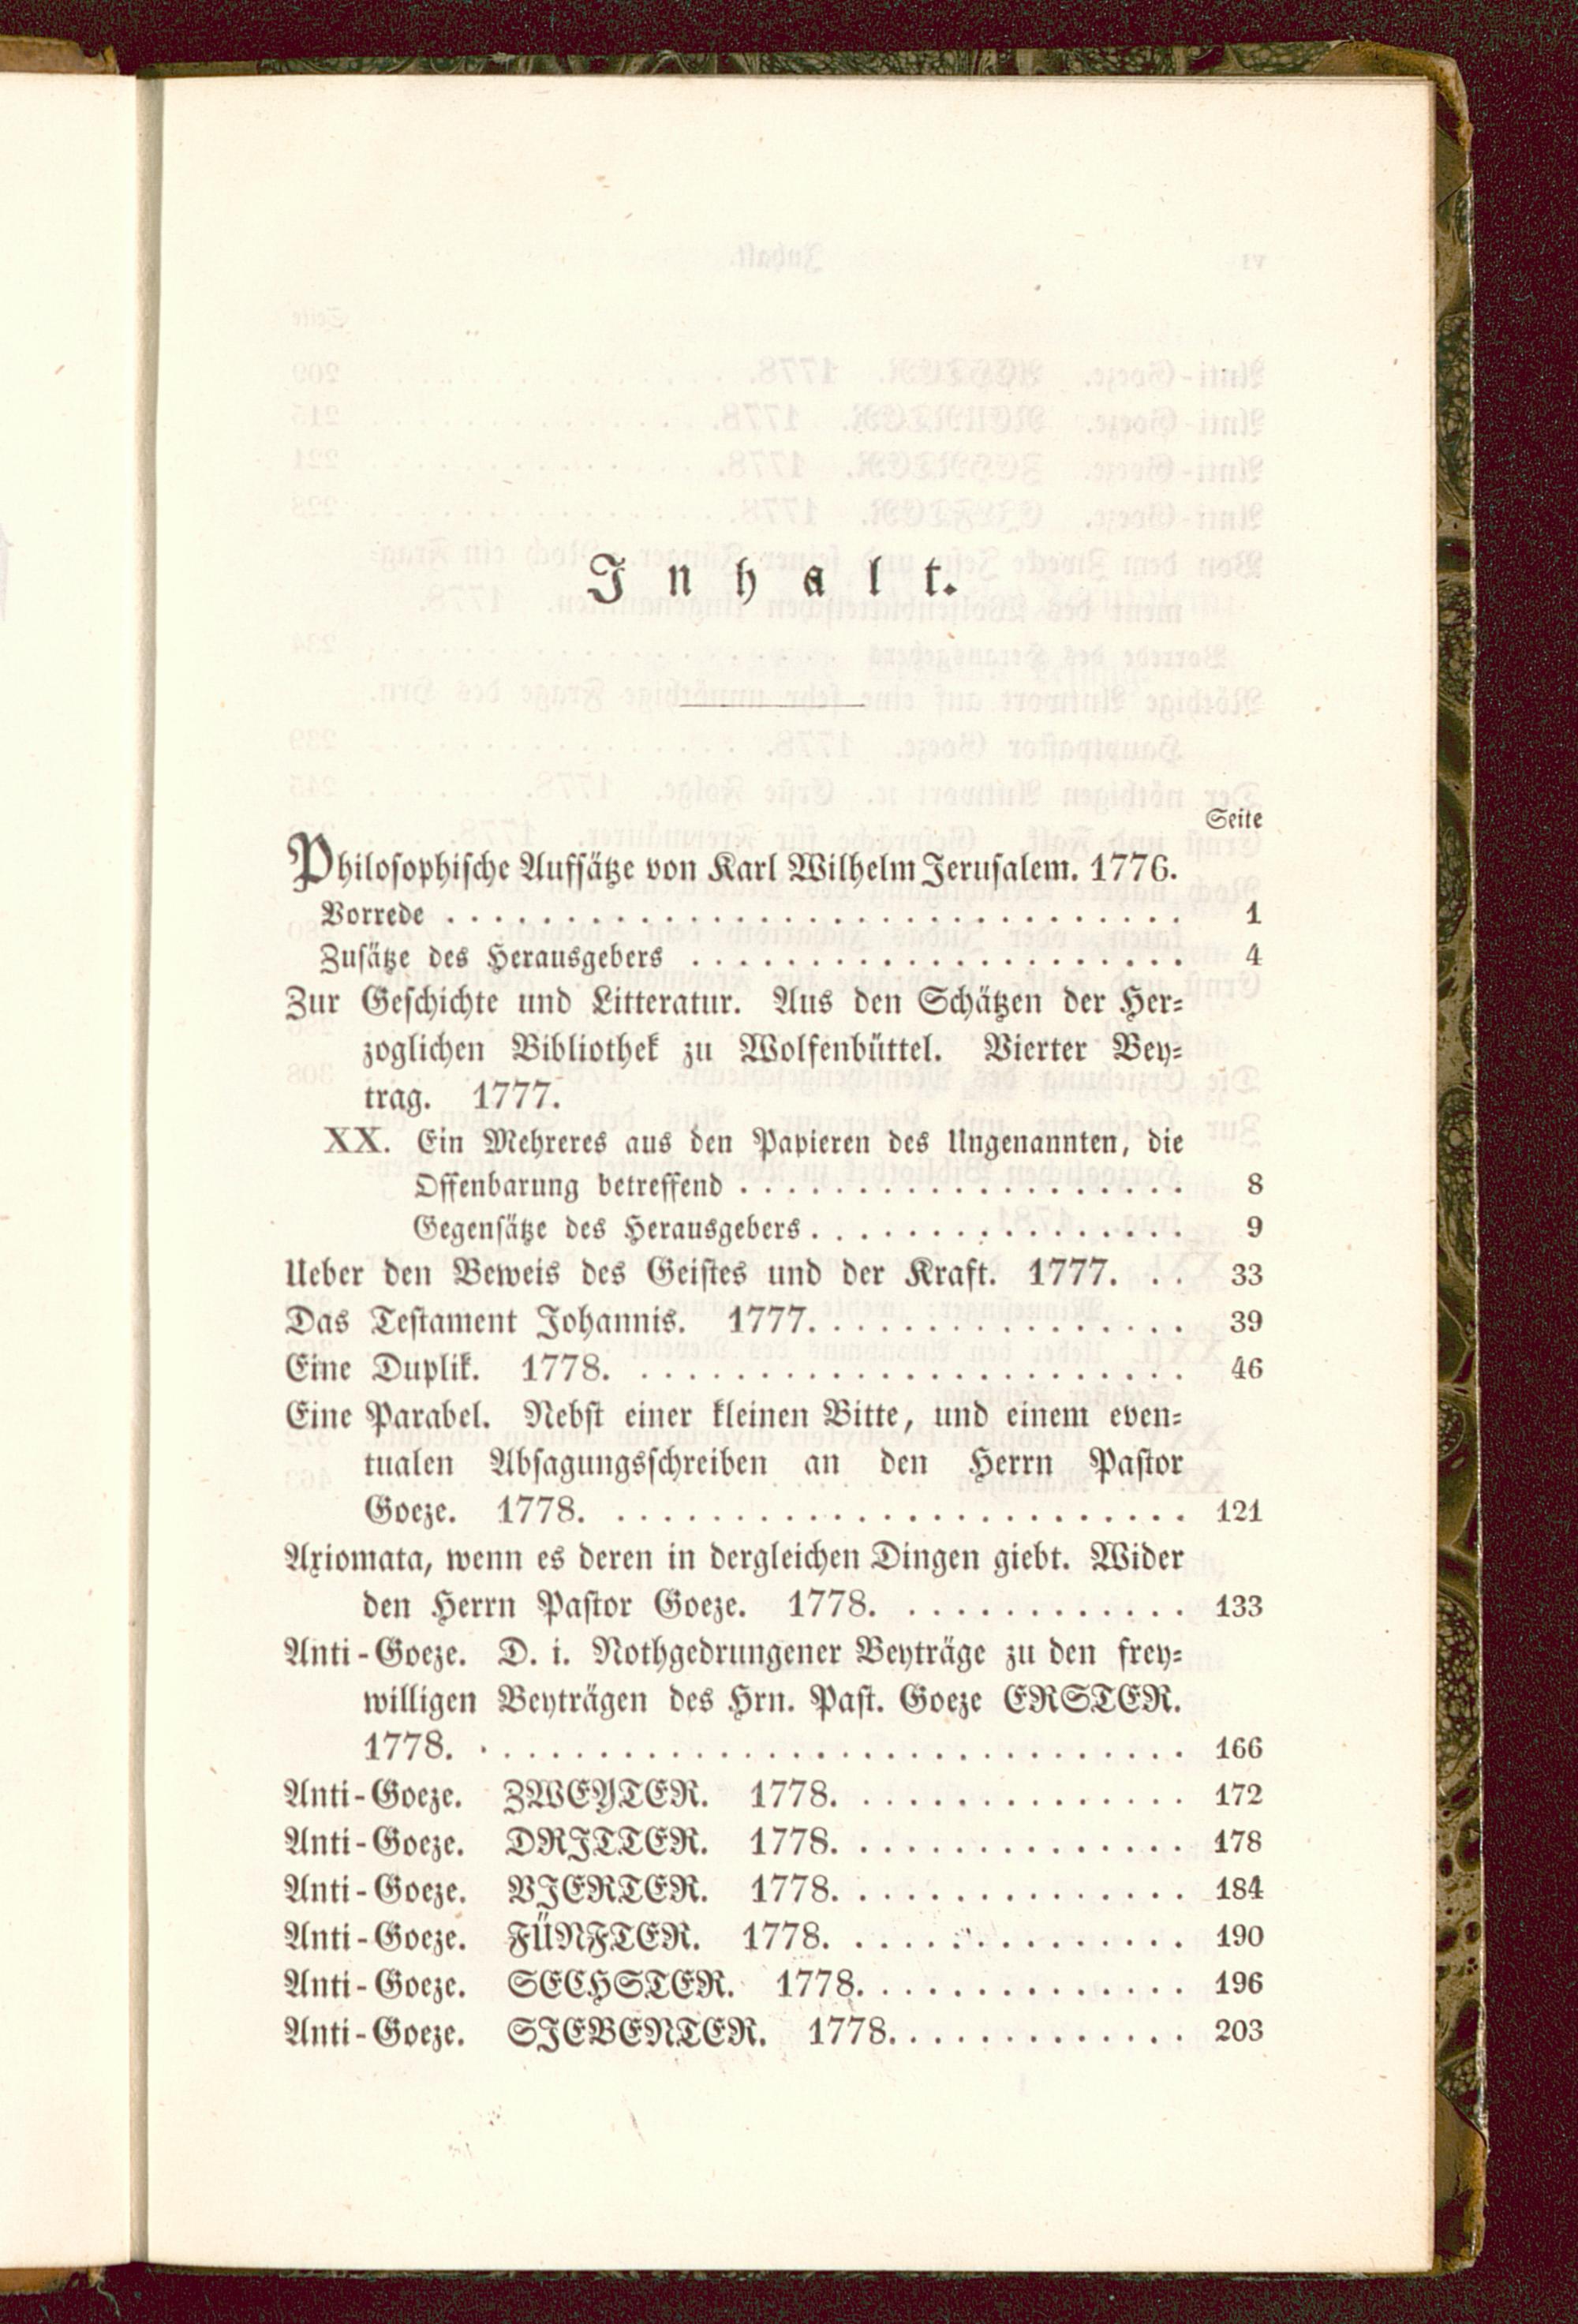 Inhalt.
Seite
Philosophische Aufsätze von Karl Wilhelm Jerusalem. 1776.
Vorrede . . . . . . . . . . . . . . . . . . . . . . . . . . . . . . 1
Zusätze des Herausgebers . . . . . . . . . . . . . . . . . . . . . 4
Zur Geschichte und Litteratur. Aus den Schätzen der Her-
zoglichen Bibliothek zu Wolfenbüttel. Vierter Bey-
trag. 1777.
XX. Ein Mehreres aus den Papieren des Ungenannten, die
Offenbarung betreffend . . . . . . . . . . . . . . . . . . . 8
Gegensätze des Herausgebers . . . . . . . . . . . . . . . . 9
Ueber den Beweis des Geistes und der Kraft. 1777. . . 33
Das Testament Johannis. 1777. . . . . . . . . . . . . . . . 39
Eine Duplik. 1778. . . . . . . . . . . . . . . . . . . . . . . 46
Eine Parabel. Nebst einer kleinen Bitte, und einem even-
tualen Absagungsschreiben an den Herrn Pastor
Goeze. 1778. . . . . . . . . . . . . . . . . . . . . . . . . 121
Axiomata, wenn es deren in dergleichen Dingen giebt. Wider
den Herrn Pastor Goeze. 1778. . . . . . . . . . . . . 133
Anti-Goeze. D. i. Nothgedrungener Beyträge zu den frey-
willigen Beyträgen des Hrn. Past. Goeze ERSTER.
1778. . . . . . . . . . . . . . . . . . . . . . . . . . . . . . 166
Anti-Goeze. ZWEYTER. 1778. . . . . . . . . . . . . . . 172
Anti-Goeze. DRITTER. 1778. . . . . . . . . . . . . . . 178
Anti-Goeze. VIERTER. 1778. . . . . . . . . . . . . . . 184
Anti-Goeze. FÜNFTER. 1778. . . . . . . . . . . . . . . 190
Anti-Goeze. SECHSTER. 1778. . . . . . . . . . . . . . 196
Anti-Goeze. SIEBENTER. 1778. . . . . . . . . . . . . 203